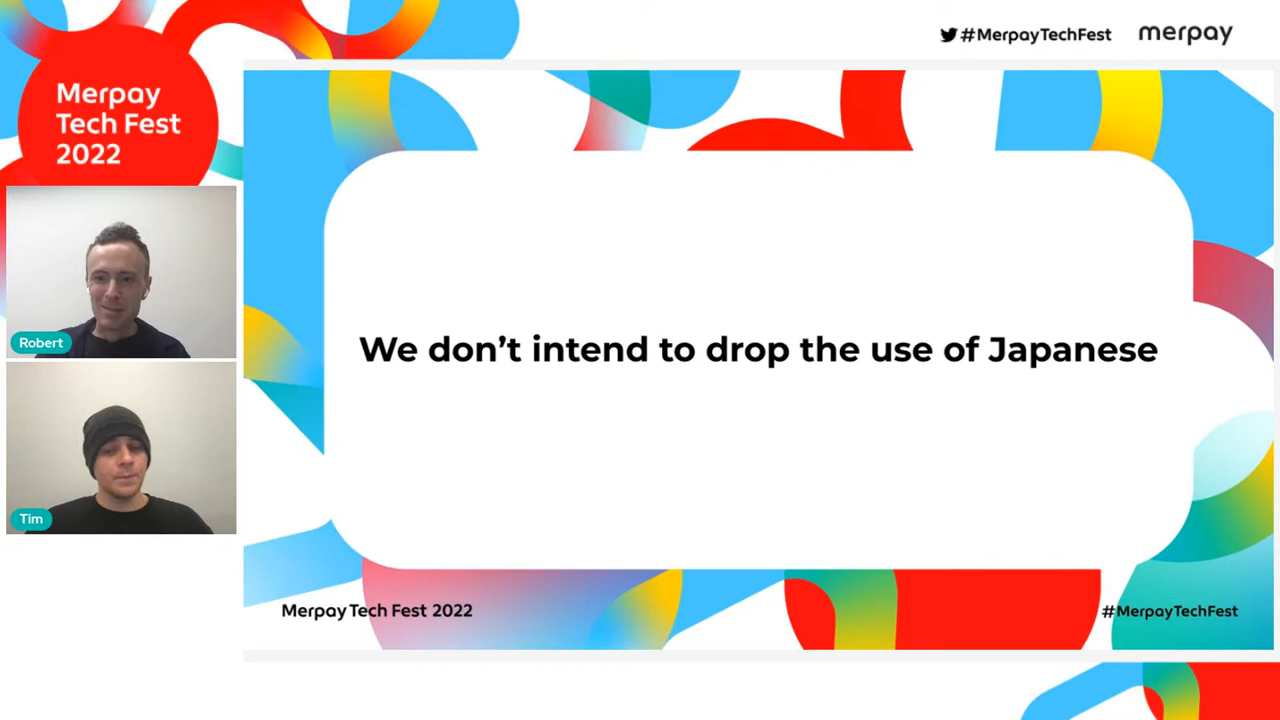 #MerpayTechFest
merpay
Merpay
Tech Fest
2022
Robert
Tim
We don’t intend to drop the use of Japanese
Merpay Tech Fest 2022
#MerpayTechFest